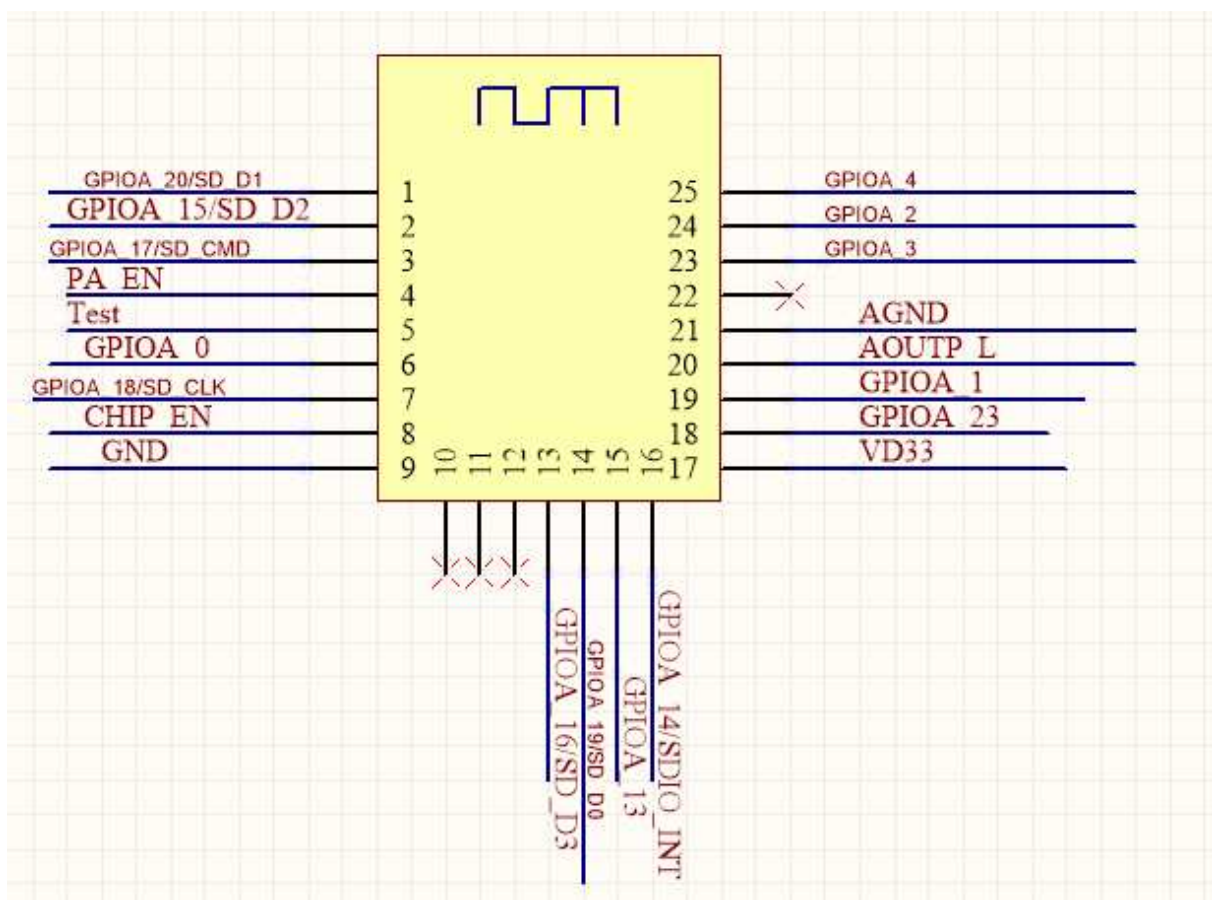 GPIOA_20/SD_D1
1
25
GPIOA_4
GPIOA_15/SD_D2
2
24
GPIOA_2
GPIOA_17/SD_CMD
3
23
GPIOA_3
PA_EN
4
22
Test
5
21
AGND
GPIOA_0
6
20
AOUTP_L
GPIOA_18/SD_CLK
7
19
GPIOA_1
CHIP_EN
8
18
GPIOA_23
GND
9
10
11
12
13
14
15
16
17
VD33
GPIOA_16/SD_D3
GPIOA_19/SD_D0
GPIOA_13
GPIOA_14/SDIO_INT